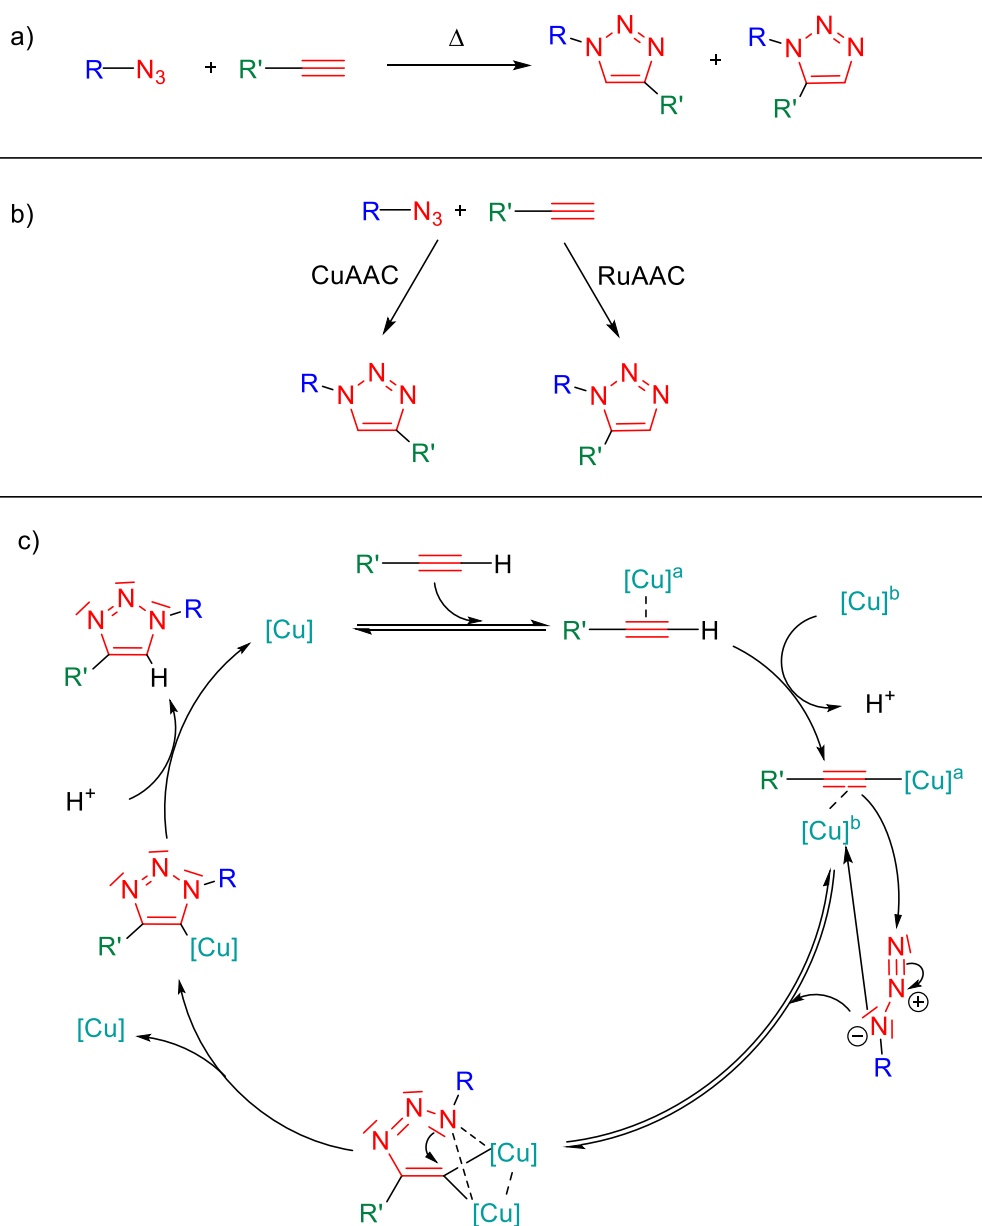 a)
R N₃ + R' Δ R N N N R' + R N N N R'
b)
R N₃ + R'
CuAAC RuAAC
R N N N R' R N N N R'
c)
R' H
[Cu]ᵃ
[Cu]ᵇ
N N N R R' H
[Cu]
R' H
H⁺
H⁺
R' [Cu]ᵃ
[Cu]ᵇ
N N N R
R' [Cu]
N
N +
− N
R
[Cu]
N N N R
[Cu]
R' [Cu]